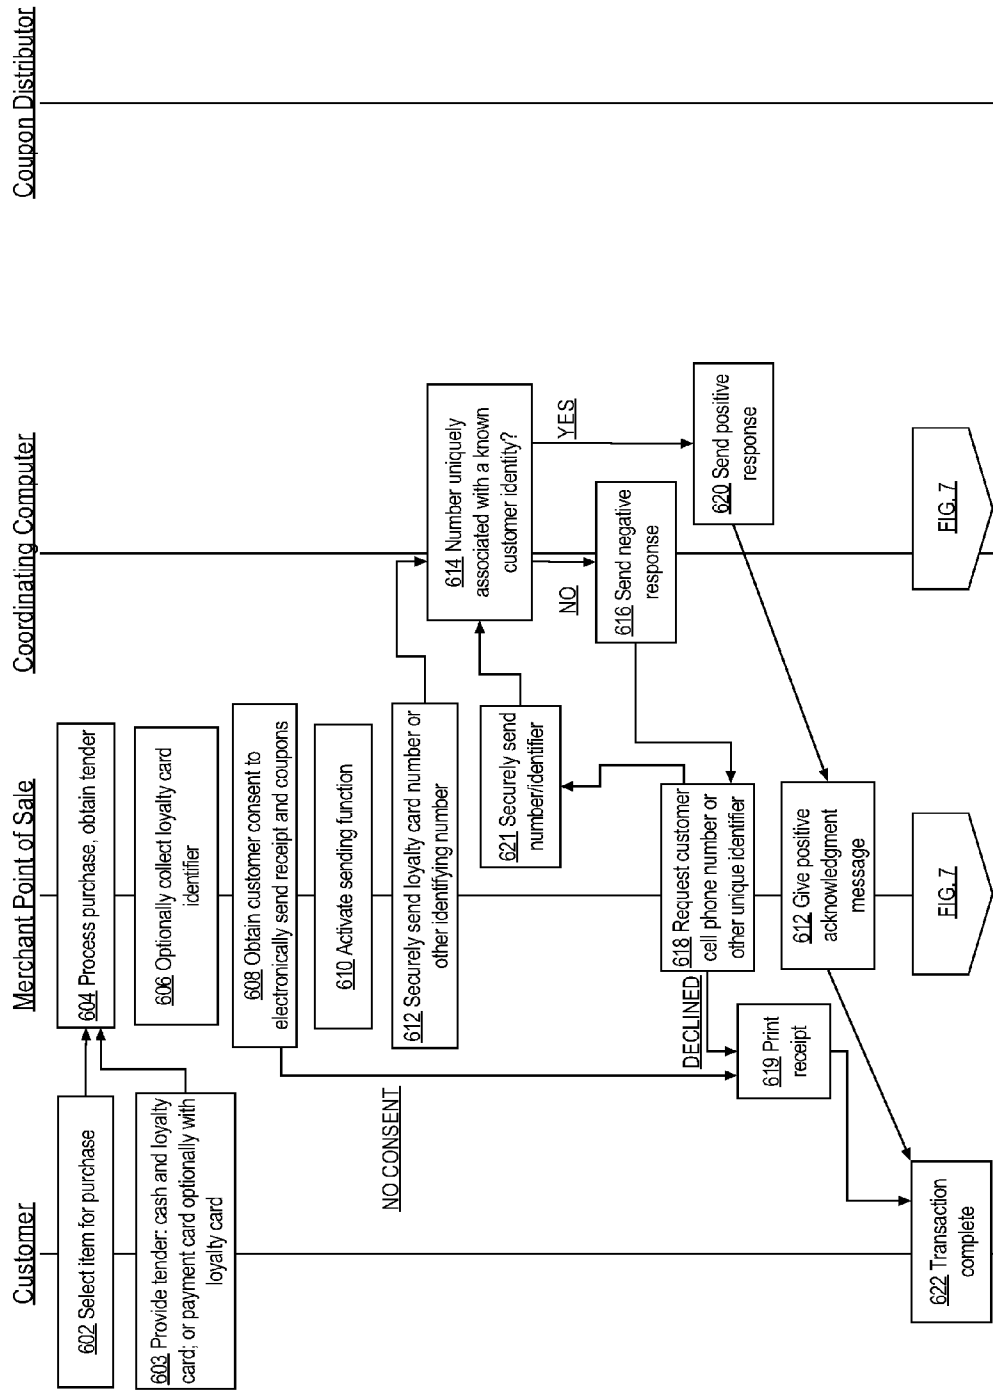 Customer
Merchant Point of Sale
Coordinating Computer
Coupon Distributor
602 Select item for purchase
604 Process purchase, obtain tender
603 Provide tender: cash and loyalty
card; or payment card optionally with
loyalty card
606 Optionally collect loyalty card
identifier
608 Obtain customer consent to
electronically send receipt and coupons
610 Activate sending function
612 Securely send loyalty card number or
other identifying number
614 Number uniquely
associated with a known
customer identity?
621 Securely send
number/identifier
NO CONSENT
NO
YES
616 Send negative
response
618 Request customer
cell phone number or
other unique identifier
DECLINED
620 Send positive
response
619 Print
receipt
612 Give positive
acknowledgment
message
622 Transaction
complete
FIG. 7
FIG. 7